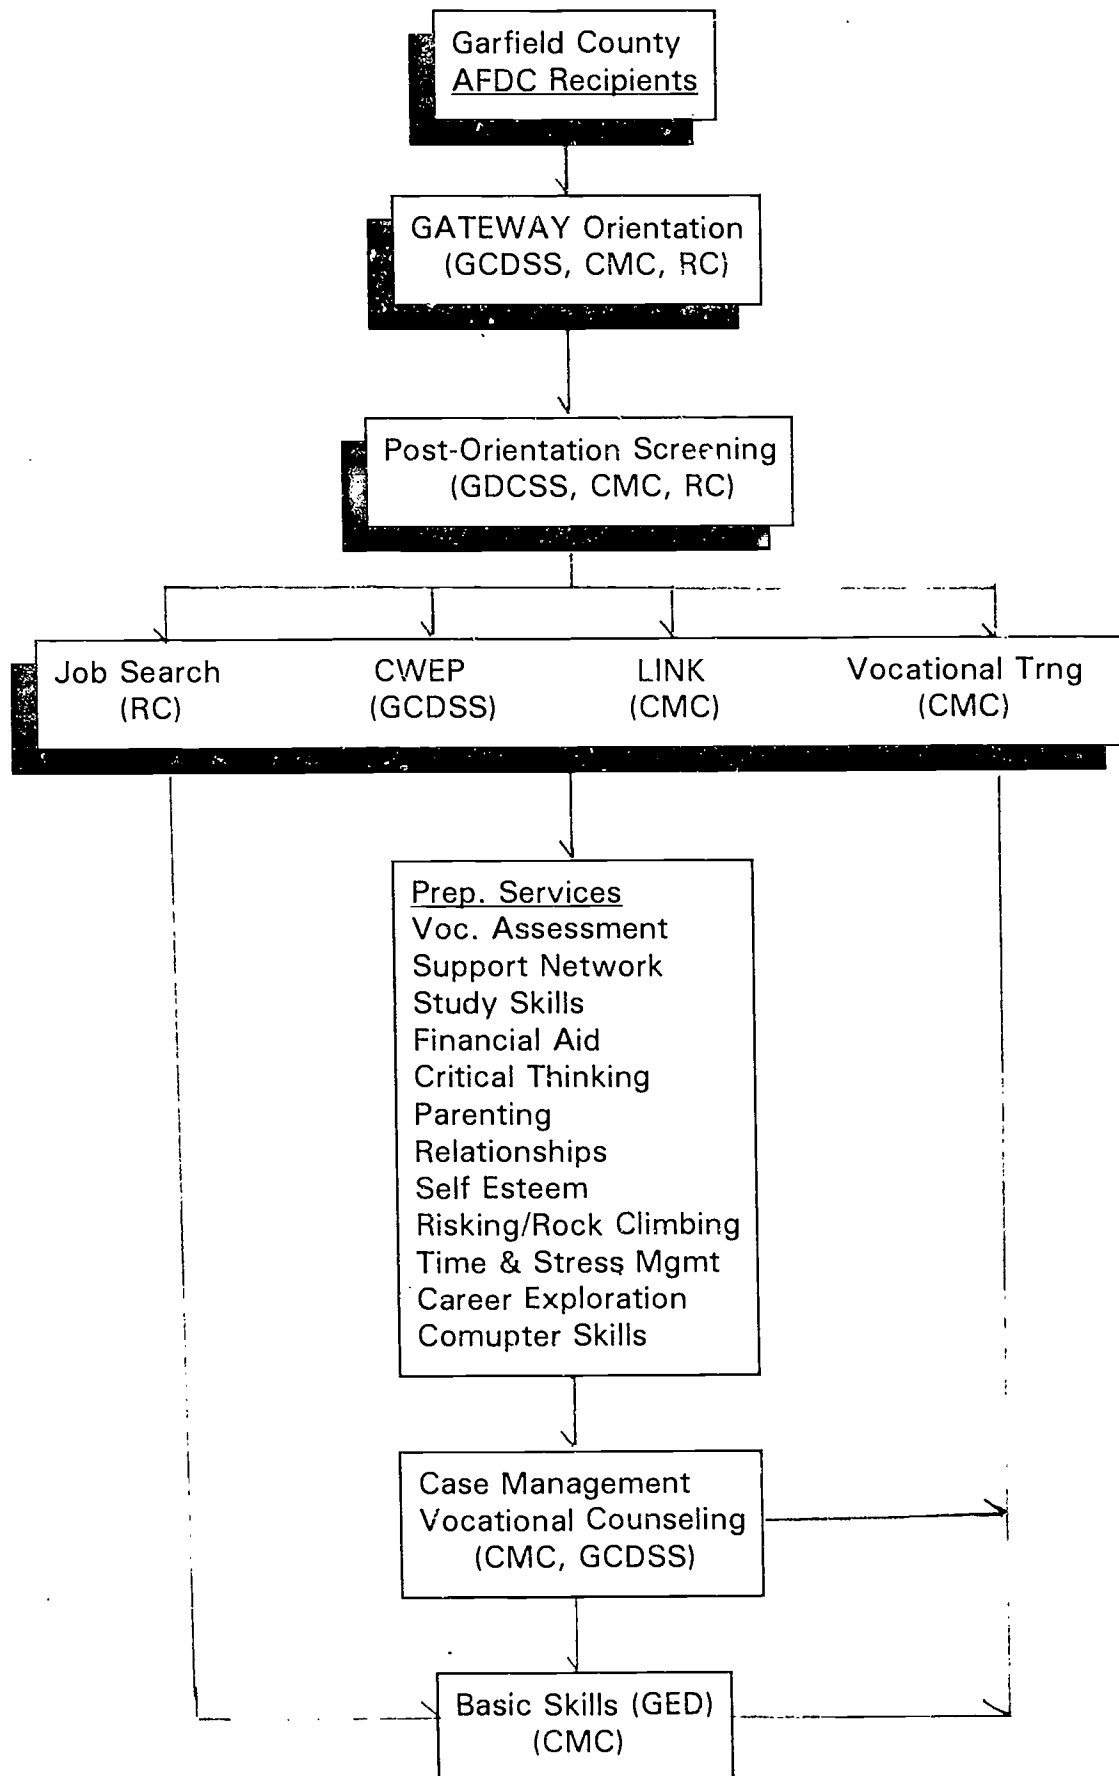 Garfield County
AFDC Recipients
GATEWAY Orientation
(GCDSS, CMC, RC)
Post-Orientation Screening
(GDCSS, CMC, RC)
Job Search CWEP LINK Vocational Trng
(RC) (GCDSS) (CMC) (CMC)
Prep. Services
Voc. Assessment
Support Network
Study Skills
Financial Aid
Critical Thinking
Parenting
Relationships
Self Esteem
Risking/Rock Climbing
Time & Stress Mgmt
Career Exploration
Comupter Skills
Case Management
Vocational Counseling
(CMC, GCDSS)
Basic Skills (GED)
(CMC)